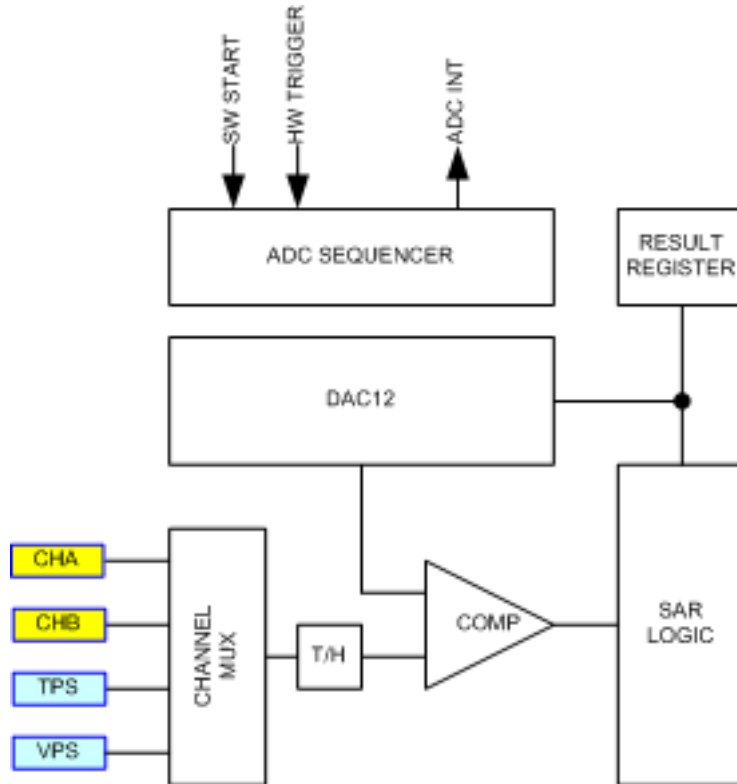 SW START
HW TRIGGER
ADC INT
ADC SEQUENCER
RESULT
REGISTER
DAC12
CHA
CHB
TPS
VPS
CHANNEL
MUX
T/H
COMP
SAR
LOGIC